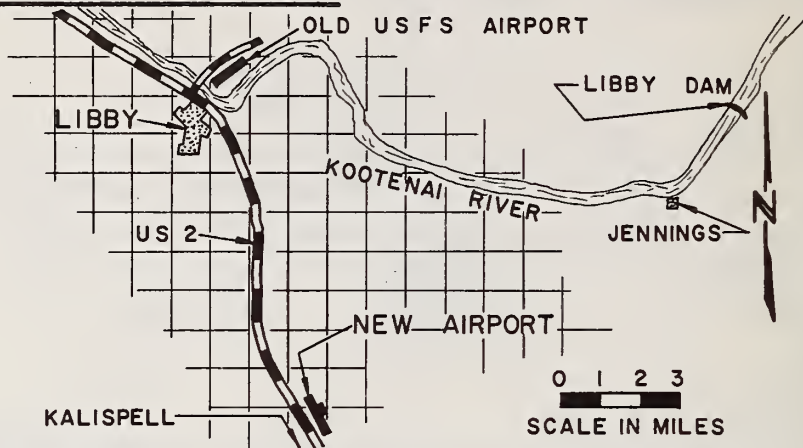 OLD USFS AIRPORT
LIBBY DAM
LIBBY
KOOTENAI RIVER
US 2
JENNINGS
N
NEW AIRPORT
0 1 2 3
SCALE IN MILES
KALISPELL